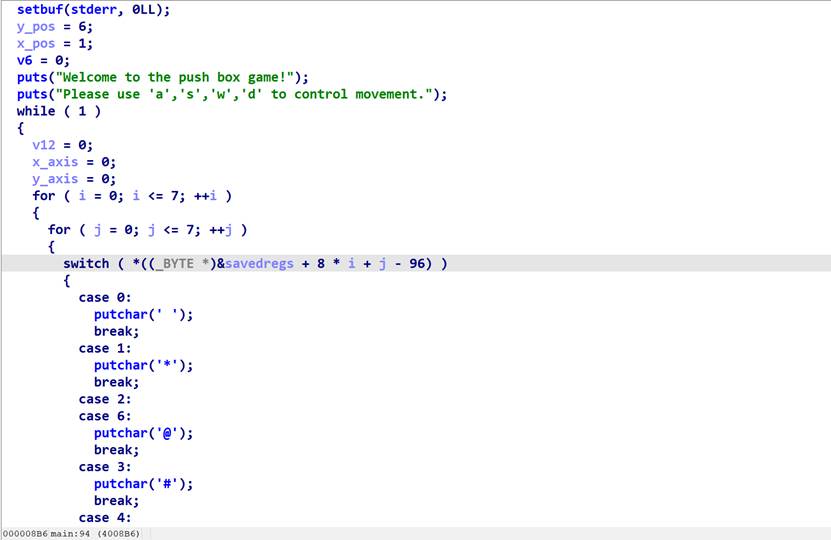 setbuf(stderr, 0LL);
y_pos = 6;
x_pos = 1;
v6 = 0;
puts("Welcome to the push box game!");
puts("Please use 'a','s','w','d' to control movement.");
while ( 1 )
{
v12 = 0;
x_axis = 0;
y_axis = 0;
for ( i = 0; i <= 7; ++i )
{
for ( j = 0; j <= 7; ++j )
{
switch ( *((_BYTE *)&savedregs + 8 * i + j - 96) )
{
case 0:
putchar(' ');
break;
case 1:
putchar('*');
break;
case 2:
case 6:
putchar('@');
break;
case 3:
putchar('#');
break;
case 4:
000008B6 main:94 (4008B6)